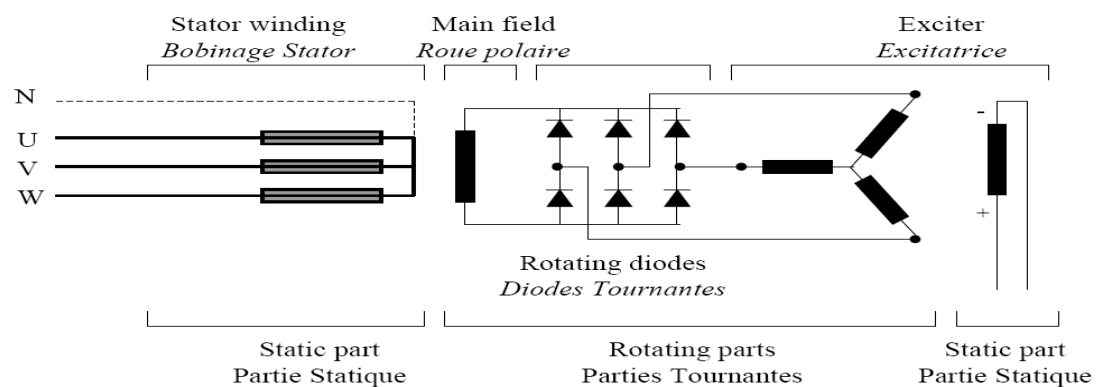 Stator winding
Bobinage Stator
Main field
Roue polaire
Exciter
Excitatrice
N
U
V
W
-
+
Rotating diodes
Diodes Tournantes
Static part
Partie Statique
Rotating parts
Parties Tournantes
Static part
Partie Statique